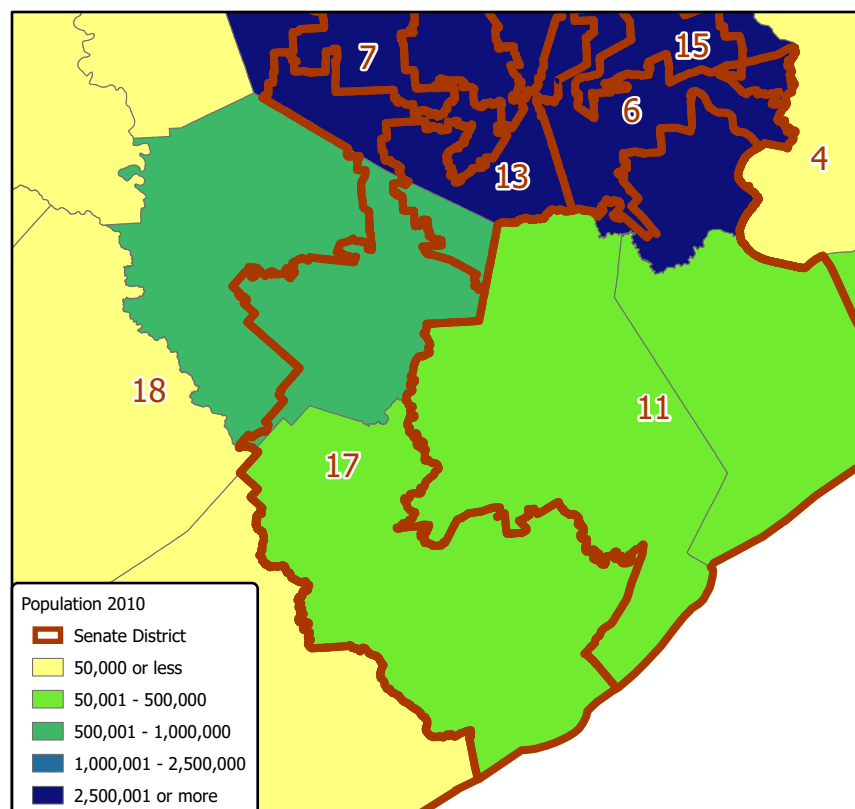 15
7
6
4
13
18
11
17
Population 2010
Senate District
50,000 or less
50,001 - 500,000
500,001 - 1,000,000
1,000,001 - 2,500,000
2,500,001 or more